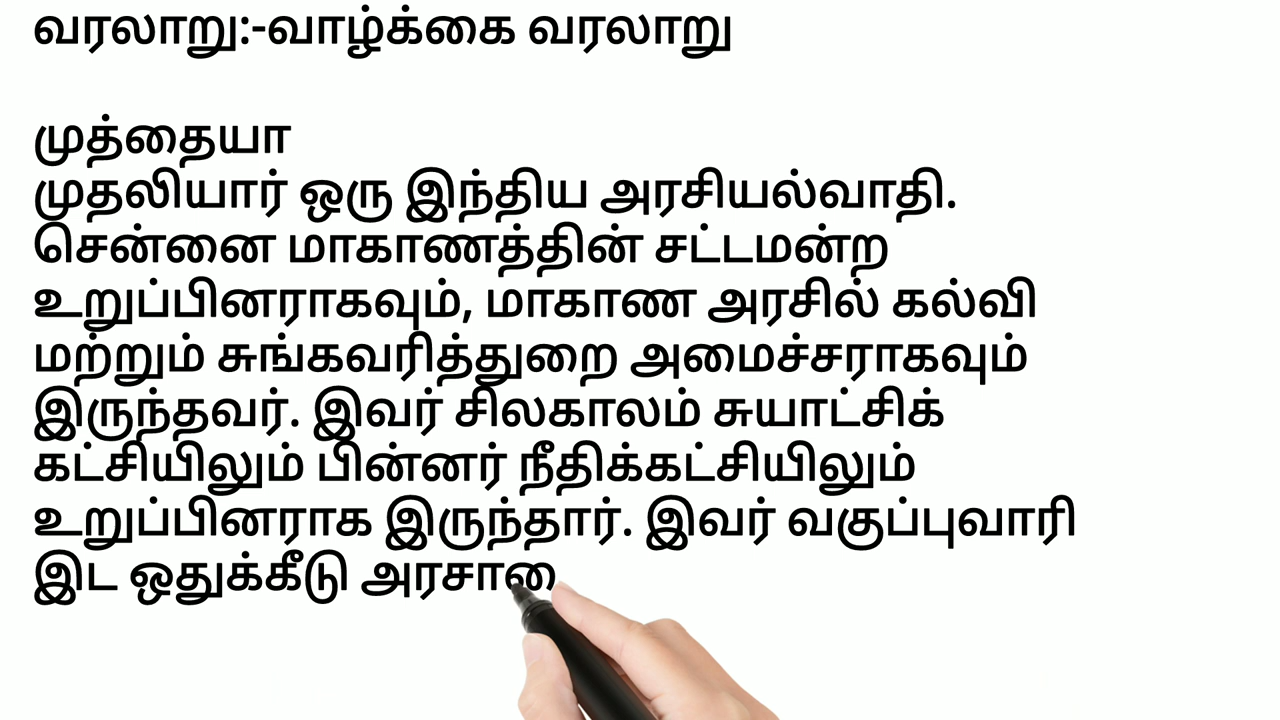 வரலாறு:-வாழ்க்கை வரலாறு
முத்தையா
முதலியார் ஒரு இந்திய அரசியல்வாதி.
சென்னை மாகாணத்தின் சட்டமன்ற
உறுப்பினராகவும், மாகாண அரசில் கல்வி
மற்றும் சுங்கவரித்துறை அமைச்சராகவும்
இருந்தவர். இவர் சிலகாலம் சுயாட்சிக்
கட்சியிலும் பின்னர் நீதிக்கட்சியிலும்
உறுப்பினராக இருந்தார். இவர் வகுப்புவாரி
இட ஒதுக்கீடு